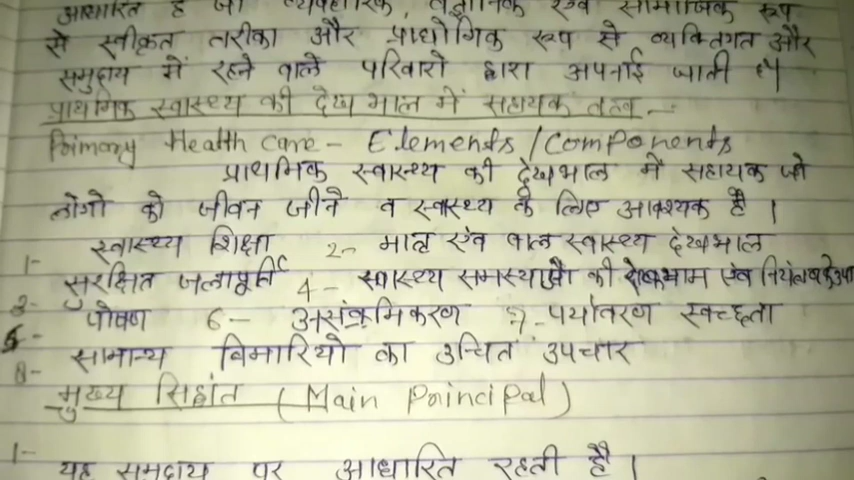 आधारित है जो व्यवहारिक, वैज्ञानिक एंव सामाजिक रूप
से स्वीकृत तरीका और प्राधोगिक रूप से व्यक्तिगत और
समुदाय में रहने वाले परिवारो द्वारा अपनाई जाती है।
प्राथमिक स्वास्थ्य की देखभाल में सहायक तत्व -
Primary Health care - Elements / Components
प्राथमिक स्वास्थ्य की देखभाल में सहायक जो
लोगो को जीवन जीने व स्वास्थ्य के लिए आवश्यक है।
1- स्वास्थ्य शिक्षा 2- मातृ एंव बाल स्वास्थ्य देखभाल
3- सुरक्षित जलापूर्ति 4- स्वास्थ्य समस्याओ की रोकथाम एंव नियंत्रण के उपा
5- पोषण 6- असंक्रमिकरण 7- पर्यावरण स्वच्छता
8- सामान्य बिमारियो का उचित उपचार
मुख्य सिद्धांत (Main Principal)
1- यह समुदाय पर आधारित रहती है।